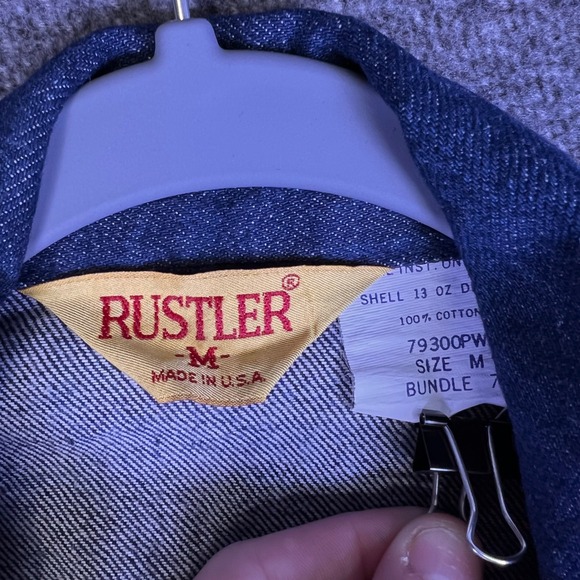 RUSTLER®
-M-
MADE IN U.S.A.
INST. ON
SHELL 13 OZ D
100% COTTON
79300PW
SIZE M
BUNDLE 7